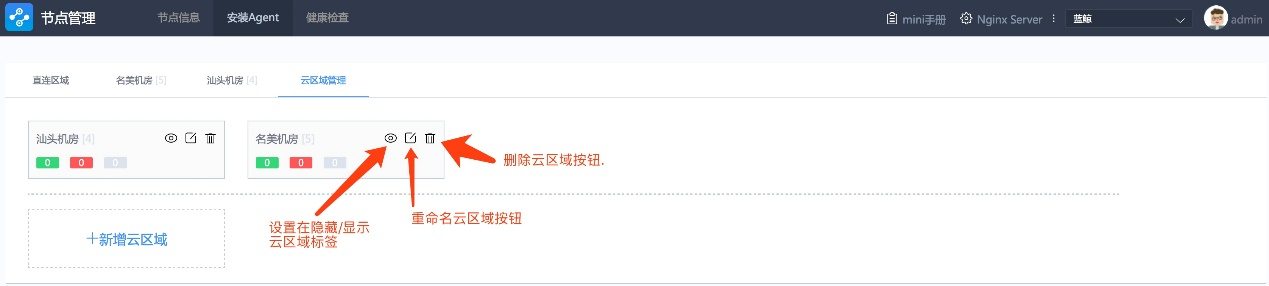 节点管理 节点信息 安装Agent 健康检查 mini手册 Nginx Server 蓝鲸 admin
直连区域 名美机房 [5] 汕头机房 [4] 云区域管理
汕头机房 [4] 名美机房 [5]
0 0 0 0 0 0
删除云区域按钮.
重命名云区域按钮
设置在隐藏/显示
云区域标签
+新增云区域